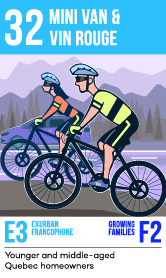 32 MINI VAN &
VIN ROUGE
E3 EXURBAN
FRANCOPHONE
GROWING
FAMILIES F2
Younger and middle-aged
Quebec homeowners